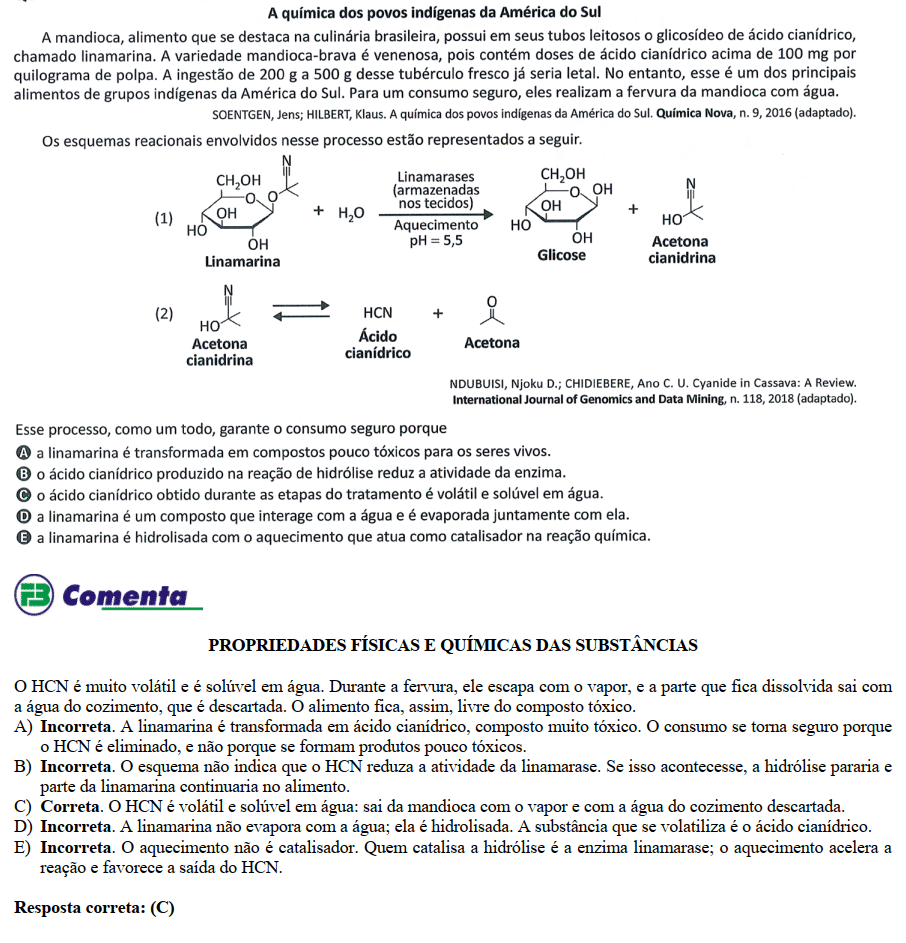 A química dos povos indígenas da América do Sul
A mandioca, alimento que se destaca na culinária brasileira, possui em seus tubos leitosos o glicosídeo de ácido cianídrico,
chamado linamarina. A variedade mandioca-brava é venenosa, pois contém doses de ácido cianídrico acima de 100 mg por
quilograma de polpa. A ingestão de 200 g a 500 g desse tubérculo fresco já seria letal. No entanto, esse é um dos principais
alimentos de grupos indígenas da América do Sul. Para um consumo seguro, eles realizam a fervura da mandioca com água.
SOENTGEN, Jens; HILBERT, Klaus. A química dos povos indígenas da América do Sul. Química Nova, n. 9, 2016 (adaptado).
Os esquemas reacionais envolvidos nesse processo estão representados a seguir.
(1)
N
CH2OH
O
O
OH
HO
OH
Linamarina
+ H2O
Linamarases
(armazenadas
nos tecidos)
Aquecimento
pH = 5,5
CH2OH
O
OH
OH
HO
OH
Glicose
+
N
HO
Acetona
cianidrina
(2)
N
HO
Acetona
cianidrina
HCN
Ácido
cianídrico
+
O
Acetona
NDUBUISI, Njoku D.; CHIDIEBERE, Ano C. U. Cyanide in Cassava: A Review.
International Journal of Genomics and Data Mining, n. 118, 2018 (adaptado).
Esse processo, como um todo, garante o consumo seguro porque
A a linamarina é transformada em compostos pouco tóxicos para os seres vivos.
B o ácido cianídrico produzido na reação de hidrólise reduz a atividade da enzima.
C o ácido cianídrico obtido durante as etapas do tratamento é volátil e solúvel em água.
D a linamarina é um composto que interage com a água e é evaporada juntamente com ela.
E a linamarina é hidrolisada com o aquecimento que atua como catalisador na reação química.
FB Comenta
PROPRIEDADES FÍSICAS E QUÍMICAS DAS SUBSTÂNCIAS
O HCN é muito volátil e é solúvel em água. Durante a fervura, ele escapa com o vapor, e a parte que fica dissolvida sai com
a água do cozimento, que é descartada. O alimento fica, assim, livre do composto tóxico.
A) Incorreta. A linamarina é transformada em ácido cianídrico, composto muito tóxico. O consumo se torna seguro porque
o HCN é eliminado, e não porque se formam produtos pouco tóxicos.
B) Incorreta. O esquema não indica que o HCN reduza a atividade da linamarase. Se isso acontecesse, a hidrólise pararia e
parte da linamarina continuaria no alimento.
C) Correta. O HCN é volátil e solúvel em água: sai da mandioca com o vapor e com a água do cozimento descartada.
D) Incorreta. A linamarina não evapora com a água; ela é hidrolisada. A substância que se volatiliza é o ácido cianídrico.
E) Incorreta. O aquecimento não é catalisador. Quem catalisa a hidrólise é a enzima linamarase; o aquecimento acelera a
reação e favorece a saída do HCN.
Resposta correta: (C)